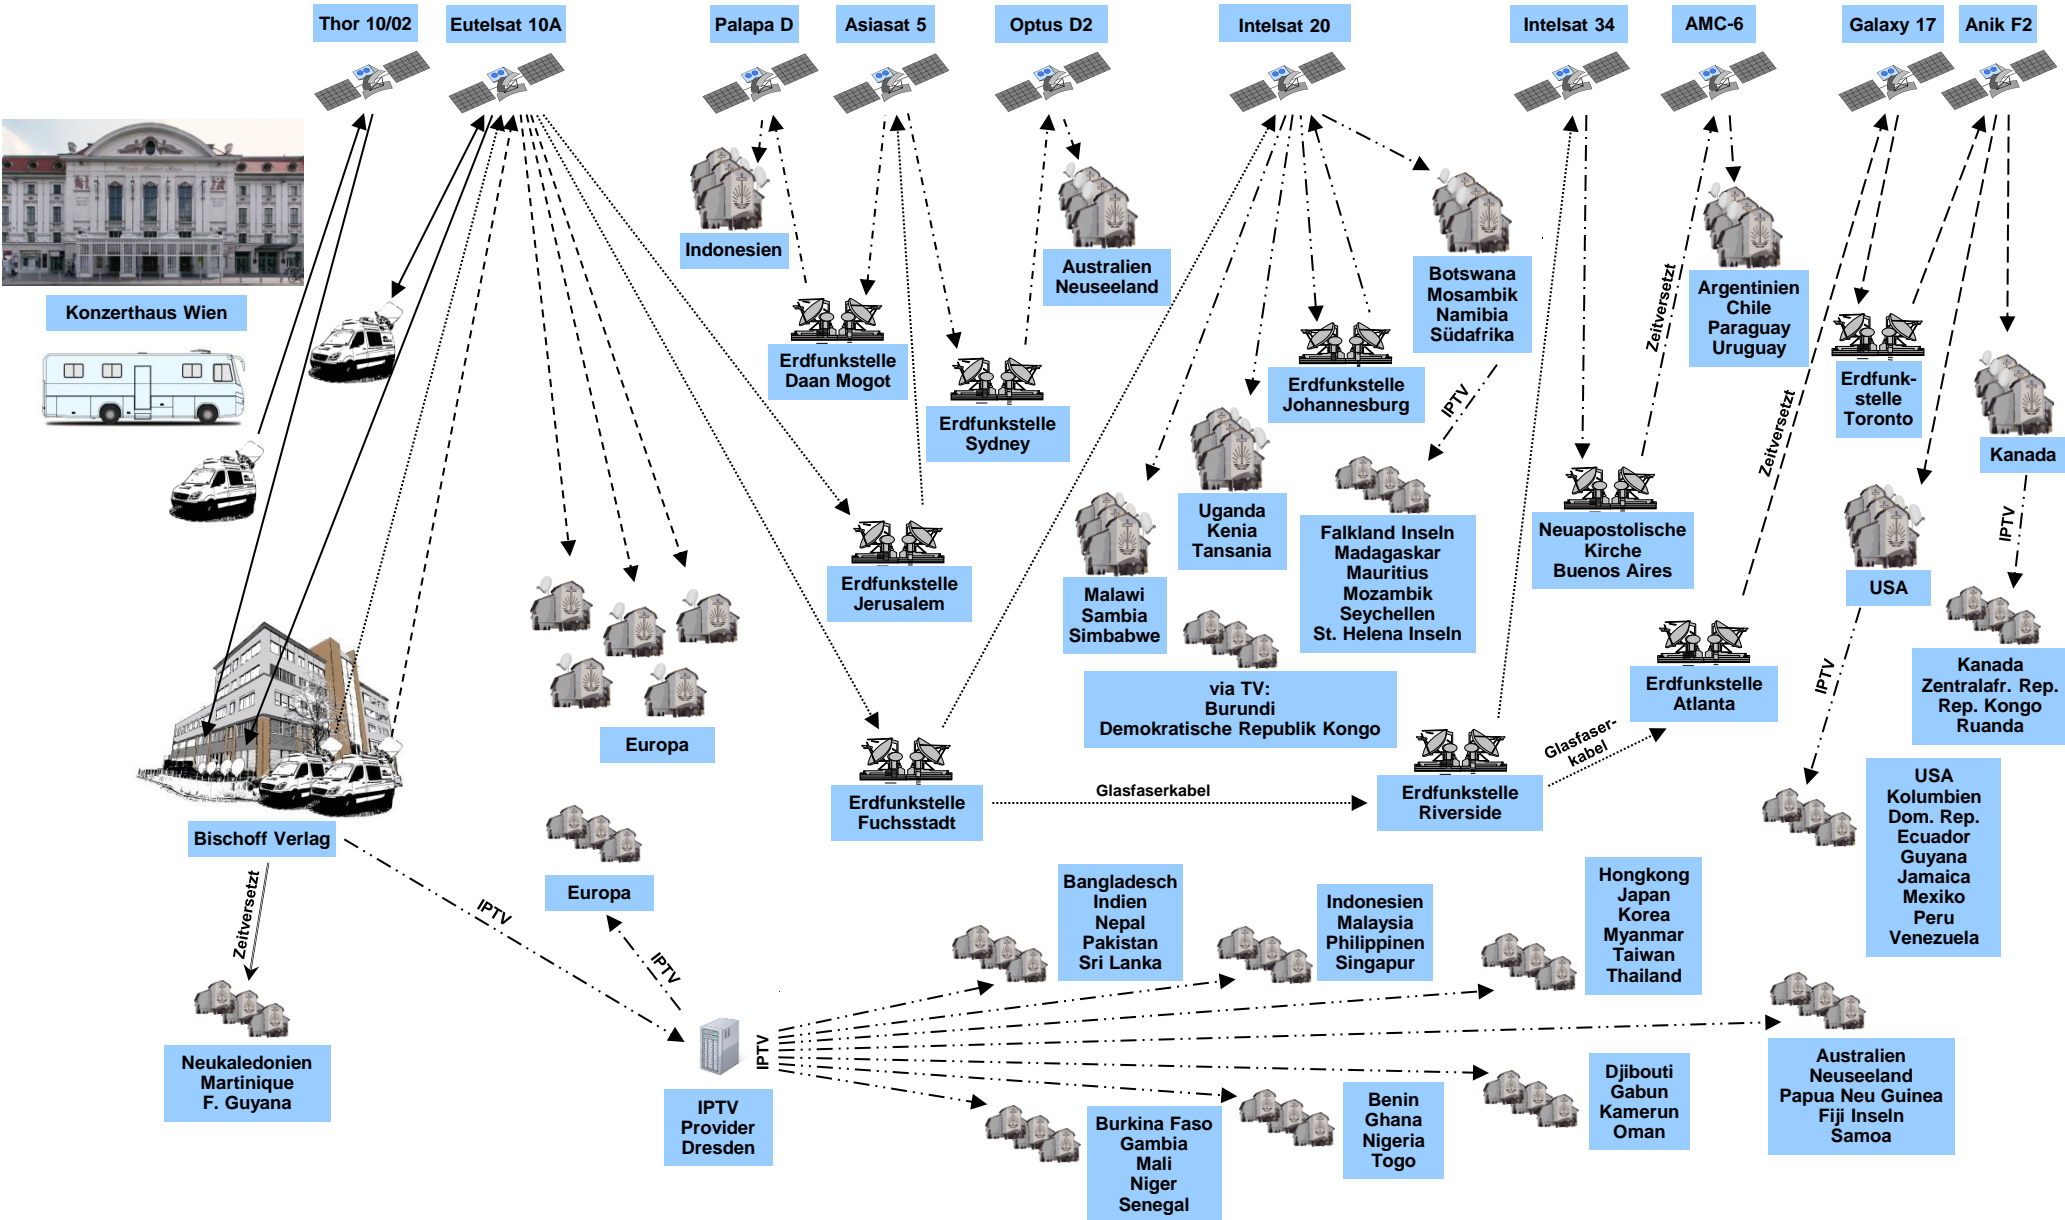 Thor 10/02
Eutelsat 10A
Palapa D
Asiasat 5
Optus D2
Intelsat 20
Intelsat 34
AMC-6
Galaxy 17
Anik F2
Konzerthaus Wien
Indonesien
Australien
Neuseeland
Botswana
Mosambik
Namibia
Südafrika
Argentinien
Chile
Paraguay
Uruguay
Zeitversetzt
Erdfunkstelle
Daan Mogot
Erdfunkstelle
Sydney
Erdfunkstelle
Johannesburg
IPTV
Zeitversetzt
Erdfunk-
stelle
Toronto
Kanada
IPTV
Uganda
Kenia
Tansania
Falkland Inseln
Madagaskar
Mauritius
Mozambik
Seychellen
St. Helena Inseln
Neuapostolische
Kirche
Buenos Aires
Erdfunkstelle
Jerusalem
Malawi
Sambia
Simbabwe
USA
IPTV
via TV:
Burundi
Demokratische Republik Kongo
Erdfunkstelle
Atlanta
Kanada
Zentralafr. Rep.
Rep. Kongo
Ruanda
Europa
Glasfaser-
kabel
Erdfunkstelle
Fuchsstadt
Glasfaserkabel
Erdfunkstelle
Riverside
USA
Kolumbien
Dom. Rep.
Ecuador
Guyana
Jamaica
Mexiko
Peru
Venezuela
Bischoff Verlag
Zeitversetzt
IPTV
Europa
IPTV
Bangladesch
Indien
Nepal
Pakistan
Sri Lanka
Indonesien
Malaysia
Philippinen
Singapur
Hongkong
Japan
Korea
Myanmar
Taiwan
Thailand
Neukaledonien
Martinique
F. Guyana
IPTV
IPTV
Provider
Dresden
Burkina Faso
Gambia
Mali
Niger
Senegal
Benin
Ghana
Nigeria
Togo
Djibouti
Gabun
Kamerun
Oman
Australien
Neuseeland
Papua Neu Guinea
Fiji Inseln
Samoa